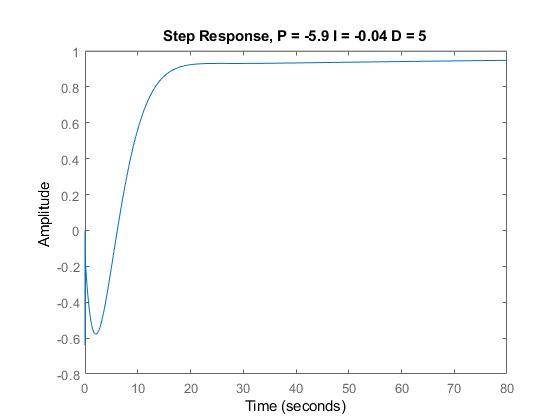 Step Response, P = -5.9 I = -0.04 D = 5
1
0.8
0.6
0.4
0.2
0
-0.2
-0.4
-0.6
-0.8
Amplitude
0 10 20 30 40 50 60 70 80
Time (seconds)